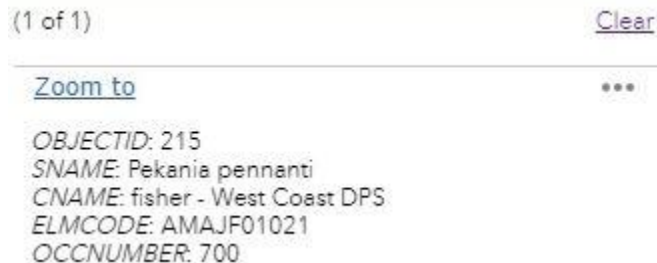 (1 of 1) Clear
Zoom to •••
OBJECTID: 215
SNAME: Pekania pennanti
CNAME: fisher - West Coast DPS
ELMCODE: AMAJF01021
OCCNUMBER: 700